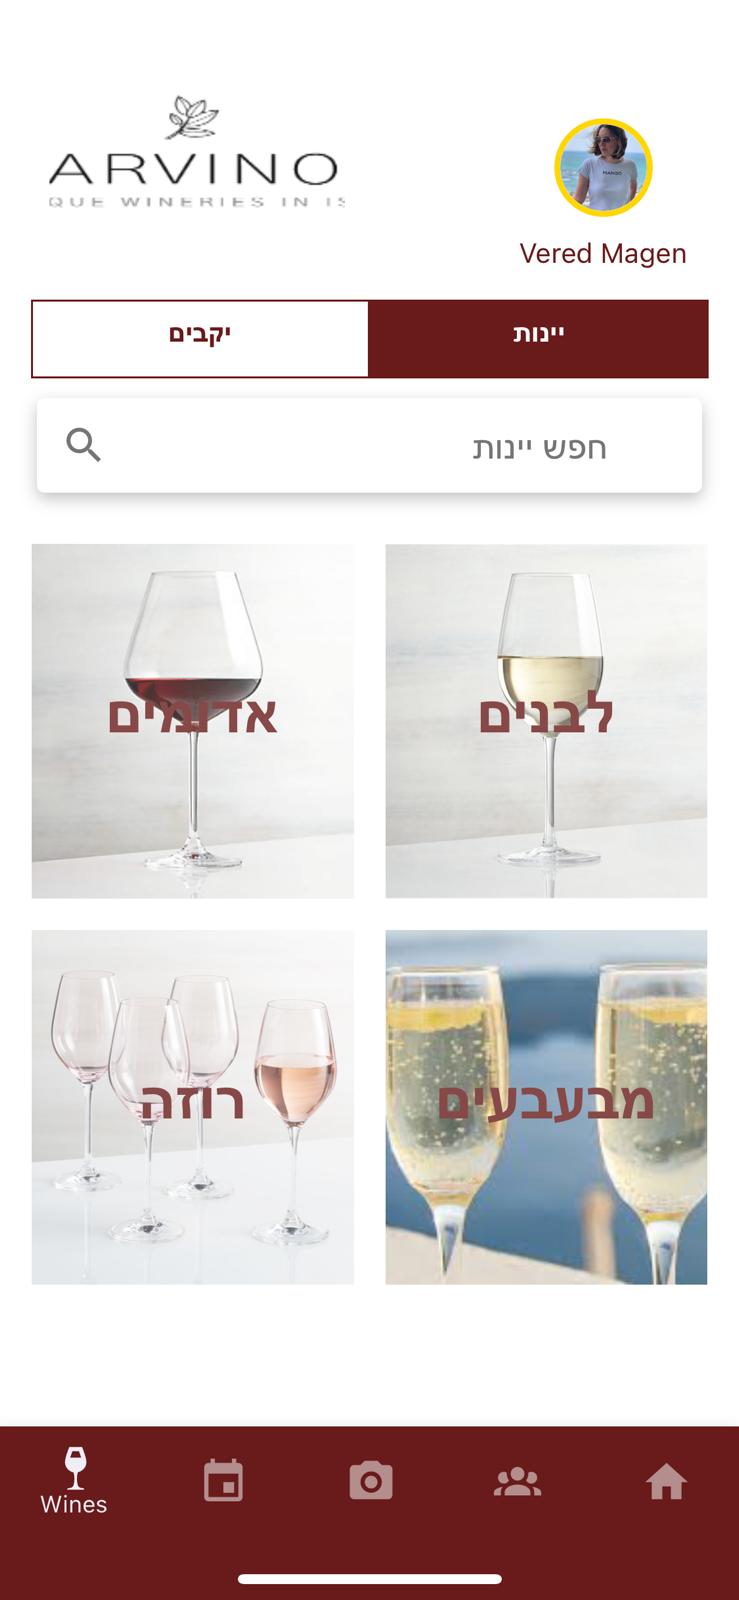 ARVINO
QUE WINERIES IN IS
MANGO
Vered Magen
יינות
יקבים
חפש יינות
לבנים
אדומים
מבעבעים
רוזה
Wines